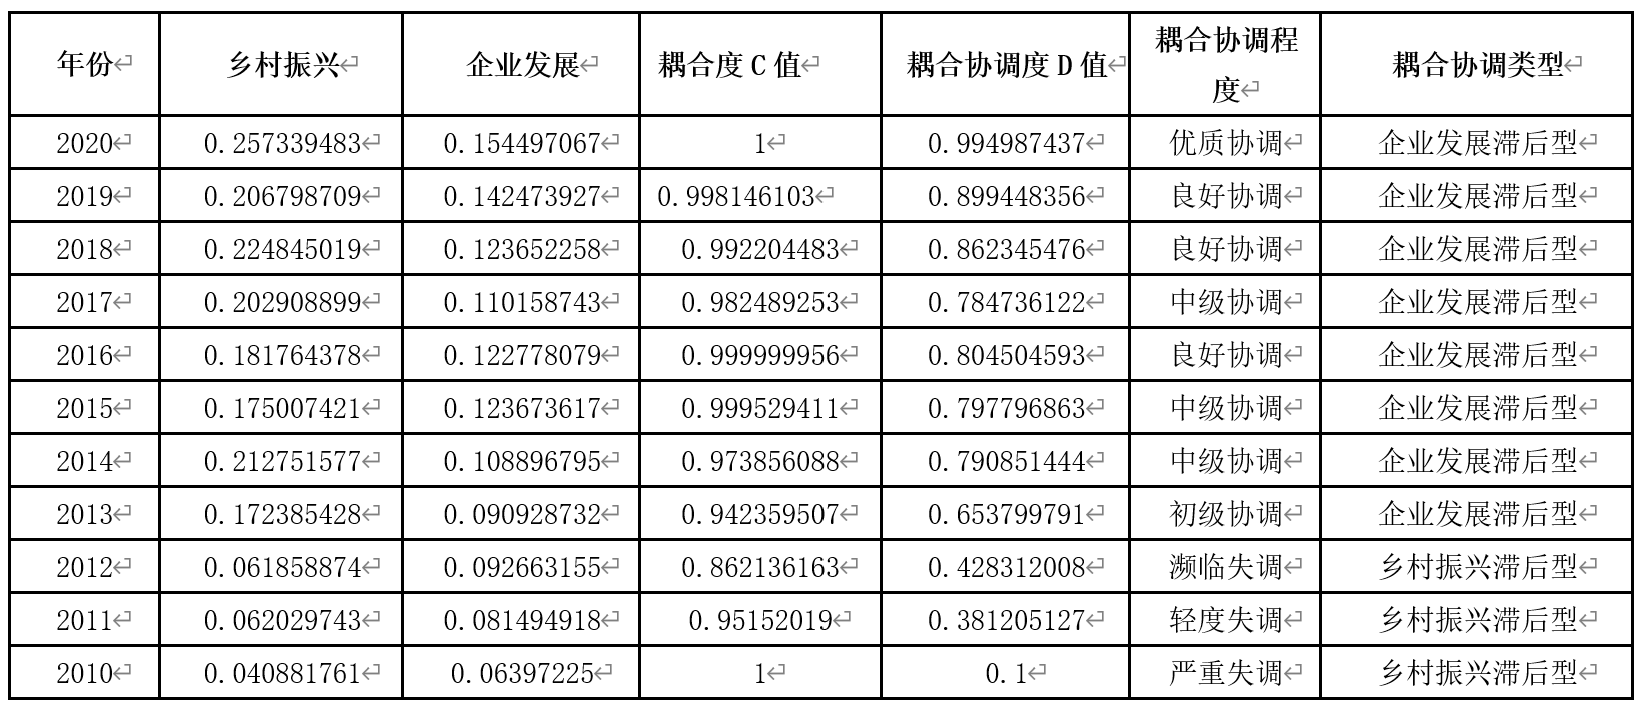 年份 乡村振兴 企业发展 耦合度 C 值 耦合协调度 D 值 耦合协调程度 耦合协调类型
2020 0.257339483 0.154497067 1 0.994987437 优质协调 企业发展滞后型
2019 0.206798709 0.142473927 0.998146103 0.899448356 良好协调 企业发展滞后型
2018 0.224845019 0.123652258 0.992204483 0.862345476 良好协调 企业发展滞后型
2017 0.202908899 0.110158743 0.982489253 0.784736122 中级协调 企业发展滞后型
2016 0.181764378 0.122778079 0.999999956 0.804504593 良好协调 企业发展滞后型
2015 0.175007421 0.123673617 0.999529411 0.797796863 中级协调 企业发展滞后型
2014 0.212751577 0.108896795 0.973856088 0.790851444 中级协调 企业发展滞后型
2013 0.172385428 0.090928732 0.942359507 0.653799791 初级协调 企业发展滞后型
2012 0.061858874 0.092663155 0.862136163 0.428312008 濒临失调 乡村振兴滞后型
2011 0.062029743 0.081494918 0.95152019 0.381205127 轻度失调 乡村振兴滞后型
2010 0.040881761 0.06397225 1 0.1 严重失调 乡村振兴滞后型